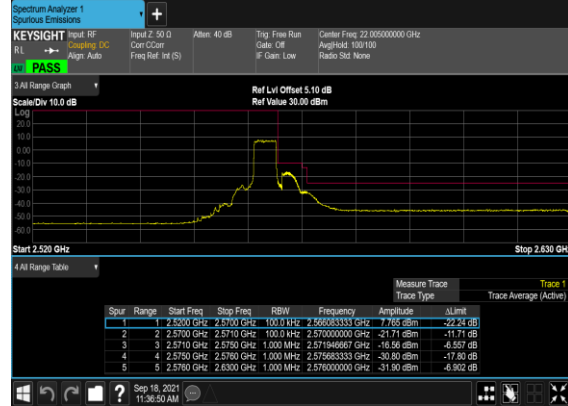 Spectrum Analyzer 1
Spurious Emissions
KEYSIGHT Input: RF Input Z: 50 Ω Atten: 40 dB Trig: Free Run Center Freq: 22.005000000 GHz
RL Coupling: DC Corr CCorr Gate: Off Avg|Hold: 100/100
Align: Auto Freq Ref: Int (S) IF Gain: Low Radio Std: None
PASS
3 All Range Graph Ref Lvl Offset 5.10 dB
Scale/Div 10.0 dB Ref Value 30.00 dBm
Log
20.0
10.0
0.00
-10.0
-20.0
-30.0
-40.0
-50.0
-60.0
Start 2.520 GHz Stop 2.630 GH
4 All Range Table
Measure Trace Trace 1
Trace Type Trace Average (Active)
Spur Range Start Freq Stop Freq RBW Frequency Amplitude ΔLimit
1 1 2.5200 GHz 2.5700 GHz 100.0 kHz 2.566083333 GHz 7.765 dBm -22.24 dB
2 2 2.5700 GHz 2.5710 GHz 100.0 kHz 2.570000000 GHz -21.71 dBm -11.71 dB
3 3 2.5710 GHz 2.5750 GHz 1.000 MHz 2.571946667 GHz -16.56 dBm -6.557 dB
4 4 2.5750 GHz 2.5760 GHz 1.000 MHz 2.575683333 GHz -30.80 dBm -17.80 dB
5 5 2.5760 GHz 2.6300 GHz 1.000 MHz 2.576000000 GHz -31.90 dBm -6.902 dB
Sep 18, 2021
11:36:50 AM